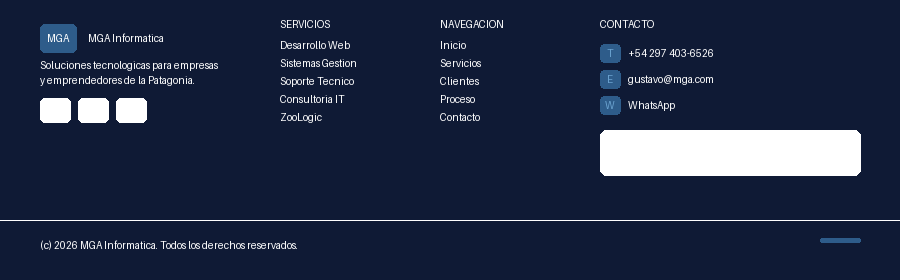 MGA MGA Informatica
Soluciones tecnologicas para empresas
y emprendedores de la Patagonia.
SERVICIOS
Desarrollo Web
Sistemas Gestion
Soporte Tecnico
Consultoria IT
ZooLogic
NAVEGACION
Inicio
Servicios
Clientes
Proceso
Contacto
CONTACTO
T +54 297 403-6526
E gustavo@mga.com
W WhatsApp
(c) 2026 MGA Informatica. Todos los derechos reservados.